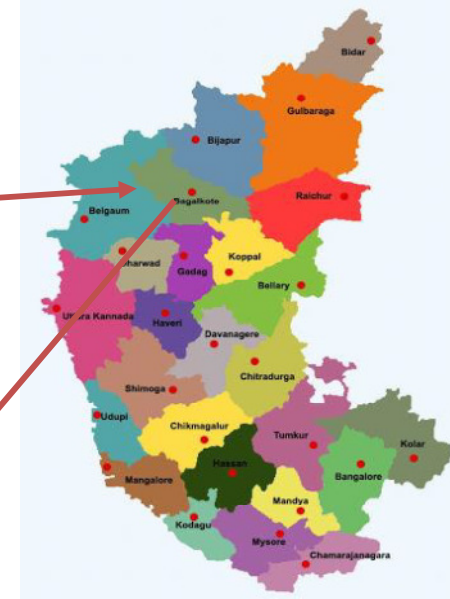 Bidar
Gulbaraga
Bijapur
Raichur
Bagalkote
Belgaum
Koppal
Dharwad
Gadag
Bellary
Uttara Kannada
Haveri
Davanagere
Chitradurga
Shimoga
Udupi
Chikmagalur
Tumkur
Kolar
Hassan
Bangalore
Mangalore
Mandya
Kodagu
Mysore
Chamarajanagara